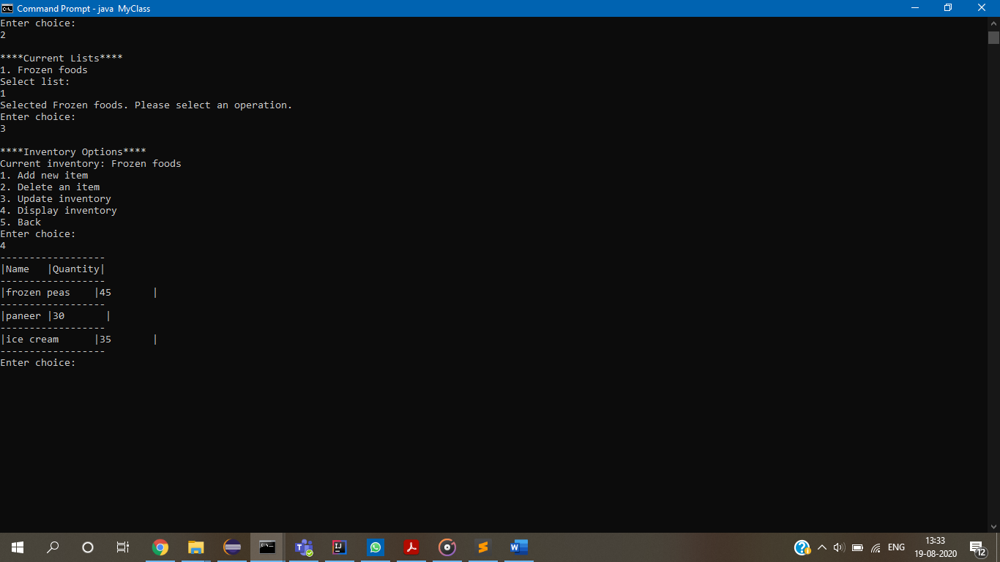 Command Prompt - java  MyClass
Enter choice:
2
****Current Lists****
1. Frozen foods
Select list:
1
Selected Frozen foods. Please select an operation.
Enter choice:
3
****Inventory Options****
Current inventory: Frozen foods
1. Add new item
2. Delete an item
3. Update inventory
4. Display inventory
5. Back
Enter choice:
4
------------------
|Name   |Quantity|
------------------
|frozen peas    |45       |
------------------
|paneer |30       |
------------------
|ice cream      |35       |
------------------
Enter choice:
ENG
13:33
19-08-2020
12